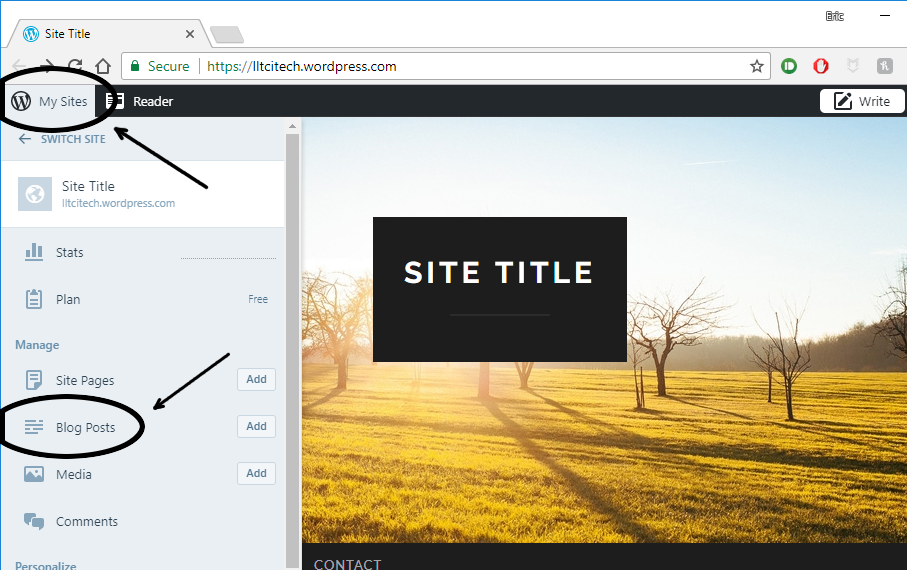 Eric
Site Title
Secure https://lltcitech.wordpress.com
My Sites Reader Write
SWITCH SITE
Site Title
lltcitech.wordpress.com
Stats
Plan Free
Manage
Site Pages Add
Blog Posts Add
Media Add
Comments
Personalize
SITE TITLE
CONTACT